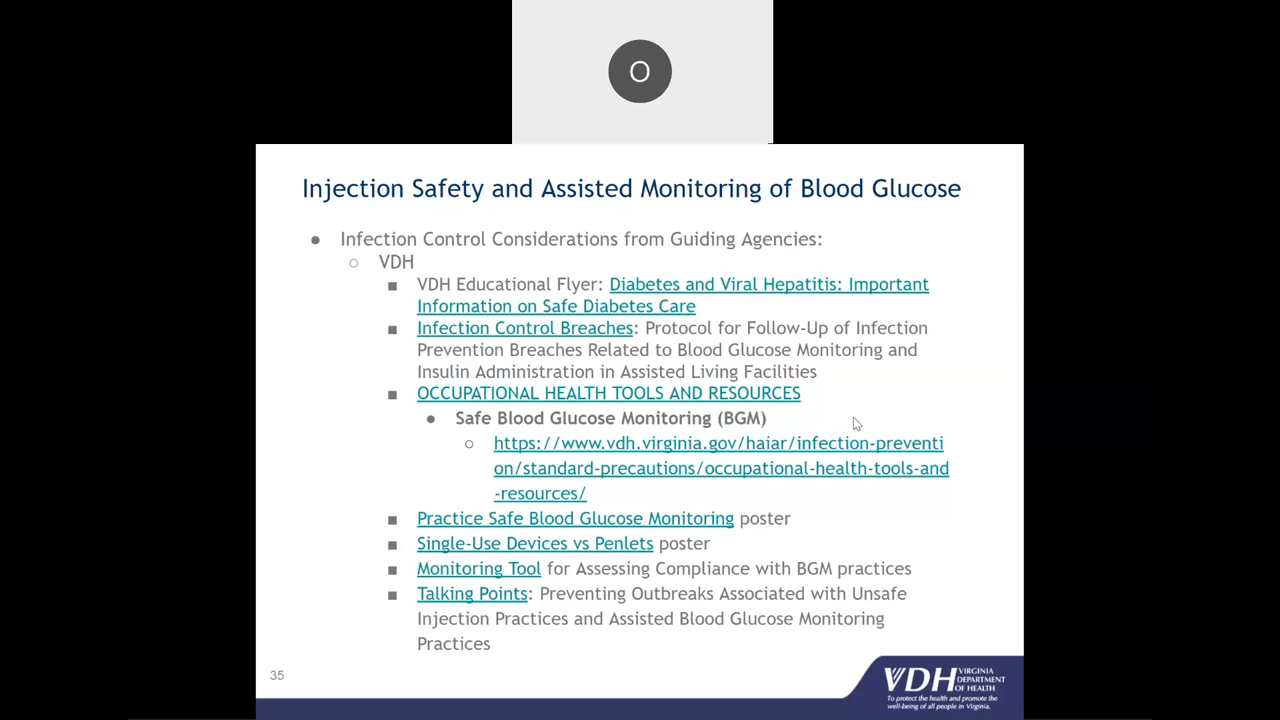 O
Injection Safety and Assisted Monitoring of Blood Glucose
● Infection Control Considerations from Guiding Agencies:
○ VDH
■ VDH Educational Flyer: Diabetes and Viral Hepatitis: Important
Information on Safe Diabetes Care
■ Infection Control Breaches: Protocol for Follow-Up of Infection
Prevention Breaches Related to Blood Glucose Monitoring and
Insulin Administration in Assisted Living Facilities
■ OCCUPATIONAL HEALTH TOOLS AND RESOURCES
● Safe Blood Glucose Monitoring (BGM)
○ https://www.vdh.virginia.gov/haiar/infection-preventi
on/standard-precautions/occupational-health-tools-and
-resources/
■ Practice Safe Blood Glucose Monitoring poster
■ Single-Use Devices vs Penlets poster
■ Monitoring Tool for Assessing Compliance with BGM practices
■ Talking Points: Preventing Outbreaks Associated with Unsafe
Injection Practices and Assisted Blood Glucose Monitoring
Practices
35
VDH VIRGINIA
DEPARTMENT
OF HEALTH
To protect the health and promote the
well-being of all people in Virginia.